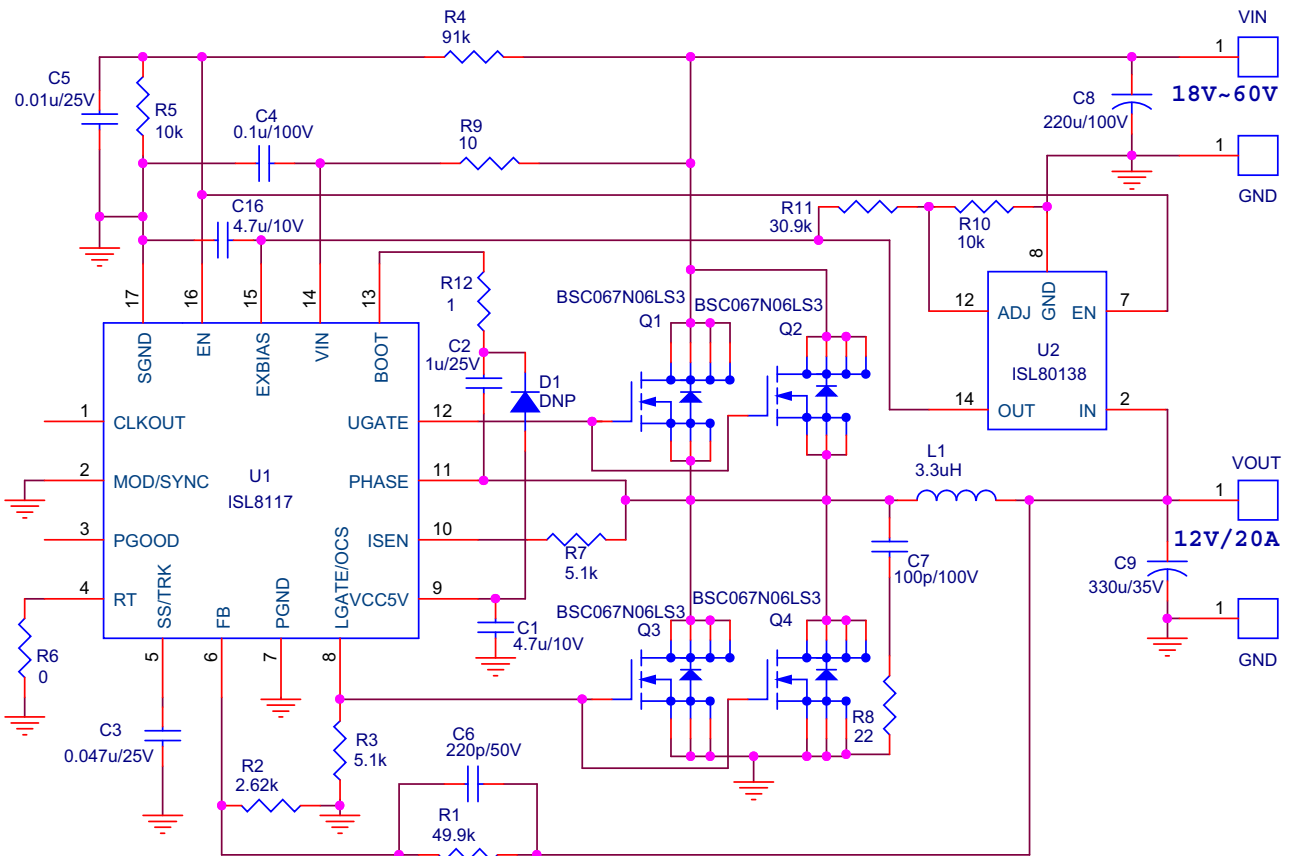 R4
91k
VIN
1
18V~60V
C5
0.01u/25V
R5
10k
C4
0.1u/100V
R9
10
C8
220u/100V
1
GND
C16
4.7u/10V
R11
30.9k
R10
10k
17
16
15
14
13
R12
1
8
SGND
EN
EXBIAS
VIN
BOOT
BSC067N06LS3
Q1
BSC067N06LS3
Q2
12
ADJ
GND
EN
7
U2
ISL80138
14
OUT
IN
2
C2
1u/25V
D1
DNP
1
CLKOUT
UGATE
12
2
MOD/SYNC
U1
ISL8117
PHASE
11
L1
3.3uH
VOUT
1
12V/20A
3
PGOOD
ISEN
10
R7
5.1k
C7
100p/100V
C9
330u/35V
4
RT
SS/TRK
FB
PGND
LGATE/OCS
VCC5V
9
C1
4.7u/10V
BSC067N06LS3
Q3
BSC067N06LS3
Q4
1
GND
R6
0
5
6
7
8
C3
0.047u/25V
R2
2.62k
R3
5.1k
C6
220p/50V
R8
22
R1
49.9k